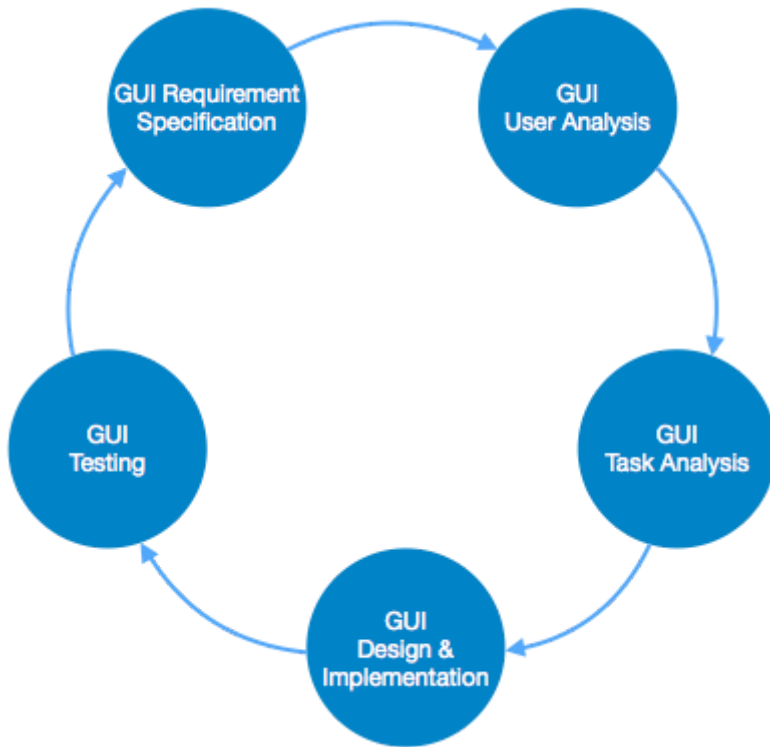 GUI Requirement
Specification
GUI
User Analysis
GUI
Task Analysis
GUI
Design &
Implementation
GUI
Testing